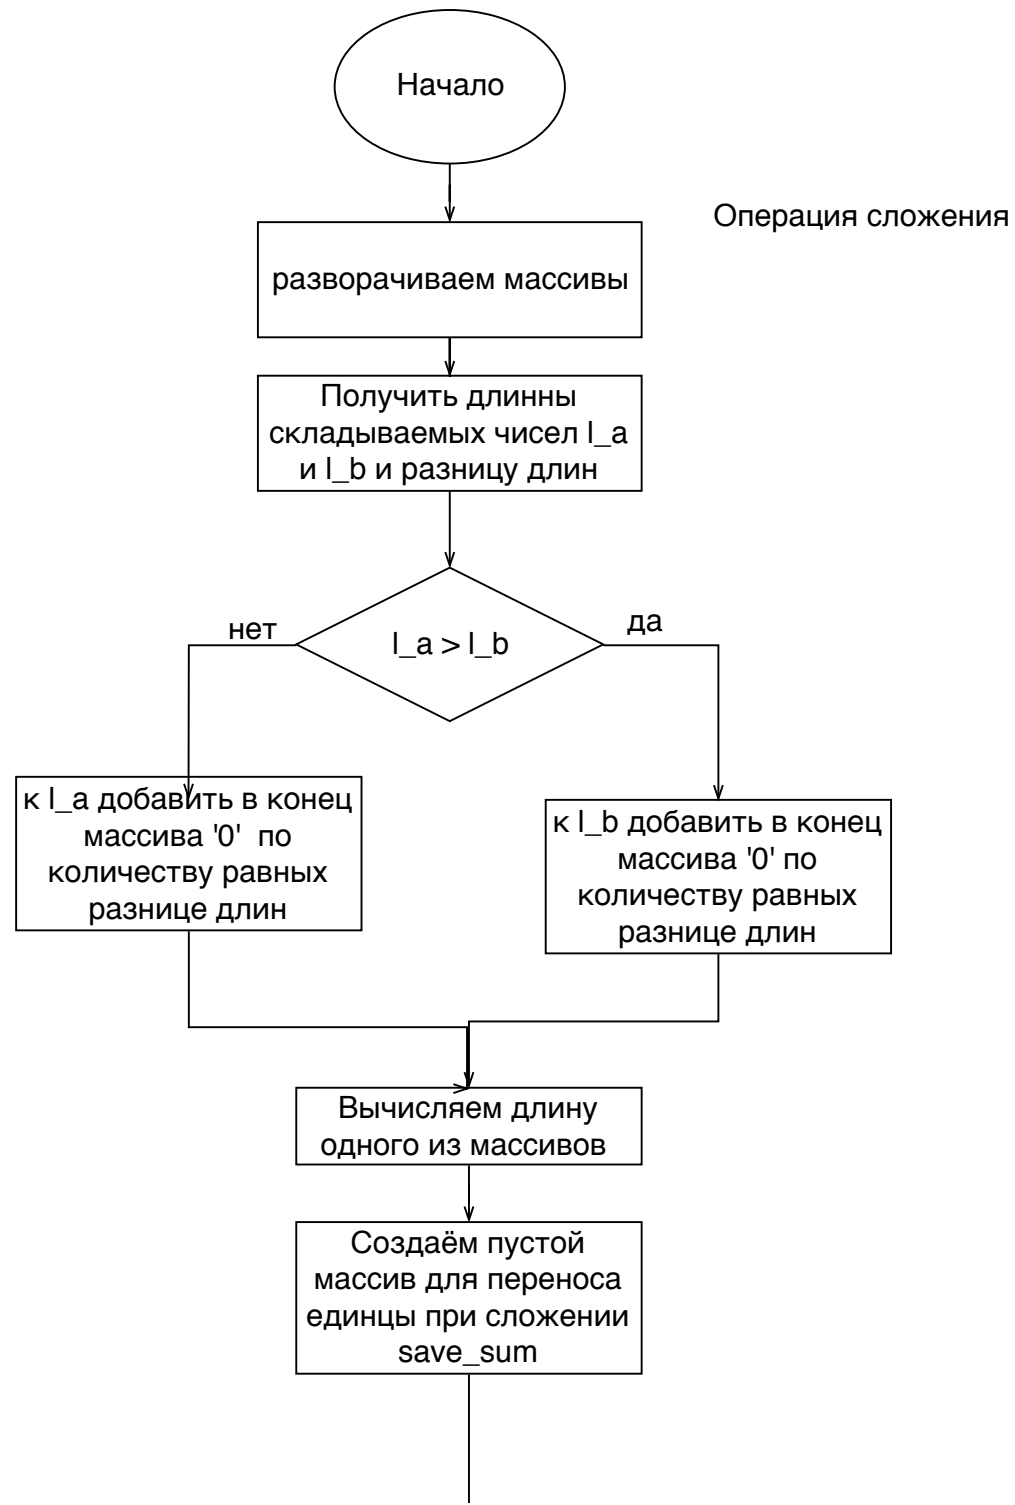 Начало
Операция сложения
разворачиваем массивы
Получить длинны
складываемых чисел l_a
и l_b и разницу длин
нет
да
l_a > l_b
к l_a добавить в конец
массива '0'  по
количеству равных
разнице длин
к l_b добавить в конец
массива '0' по
количеству равных
разнице длин
Вычисляем длину
одного из массивов
Создаём пустой
массив для переноса
единцы при сложении
save_sum